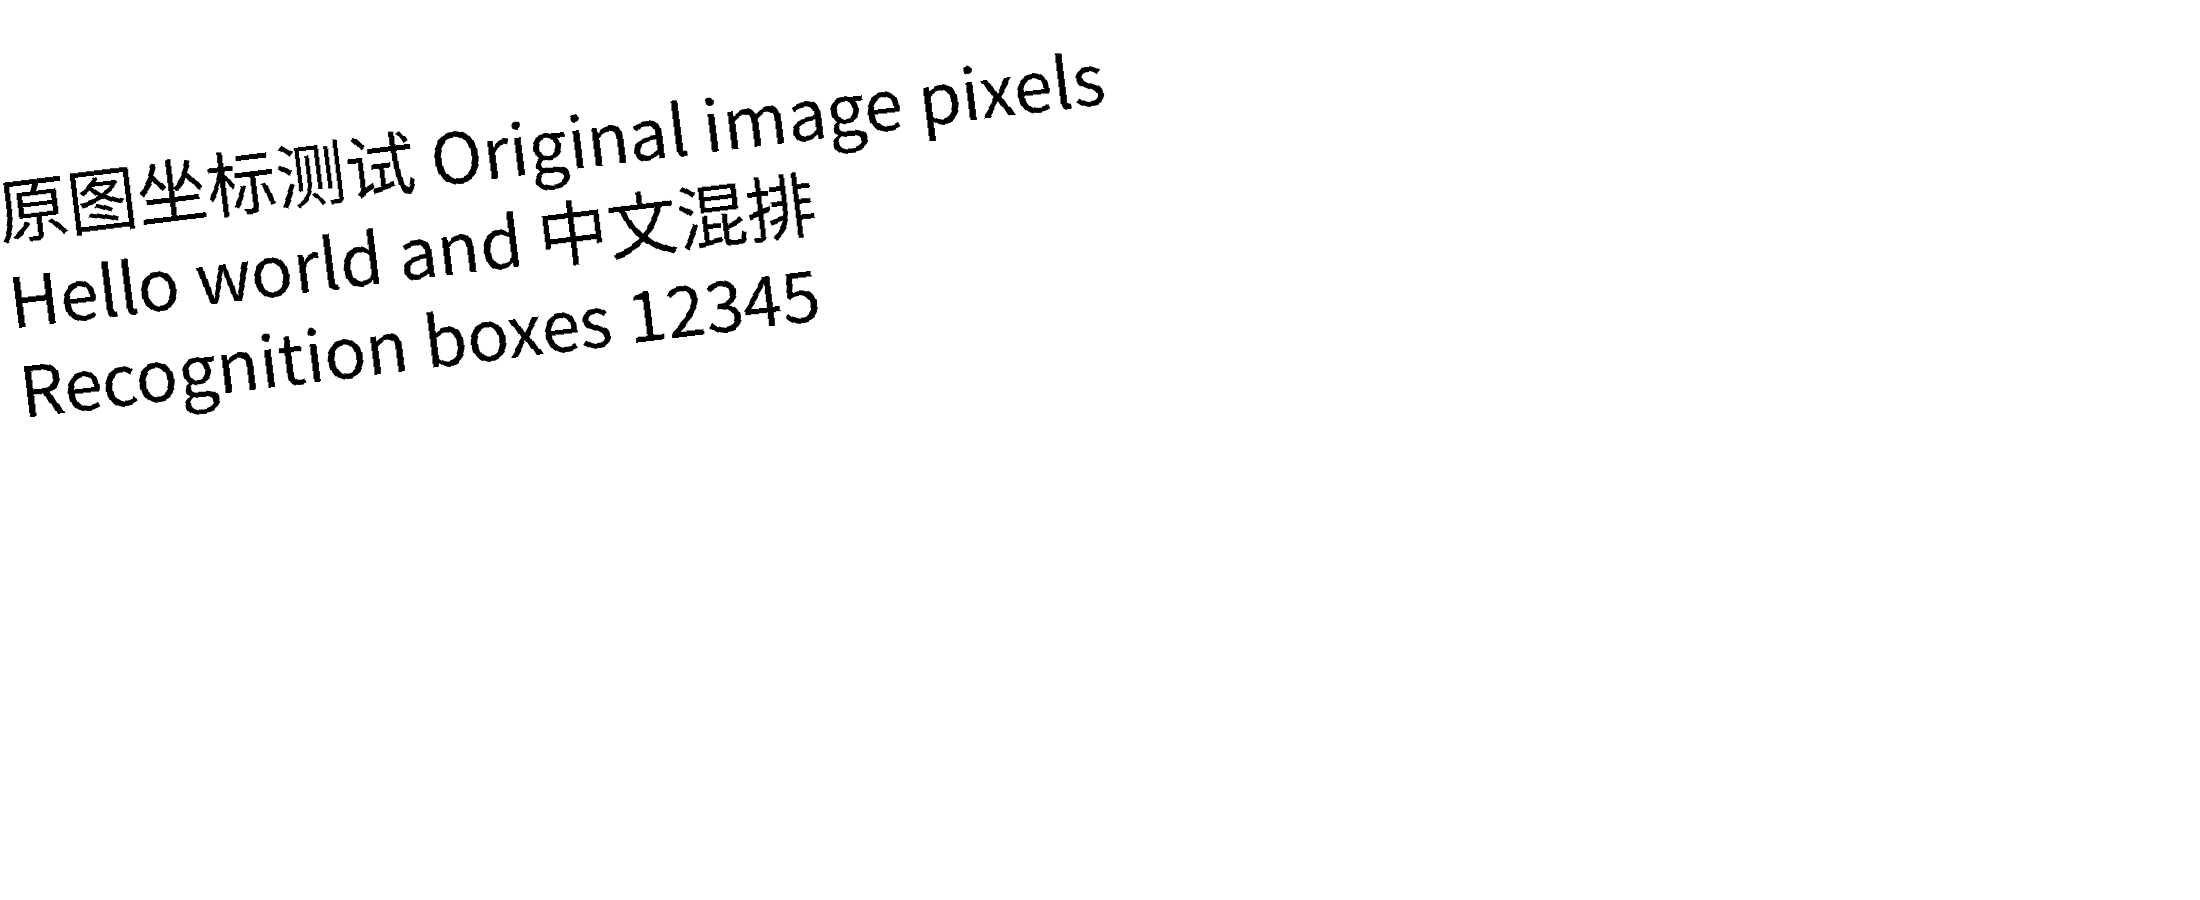 原图坐标测试 Original image pixels
Hello world and 中文混排
Recognition boxes 12345